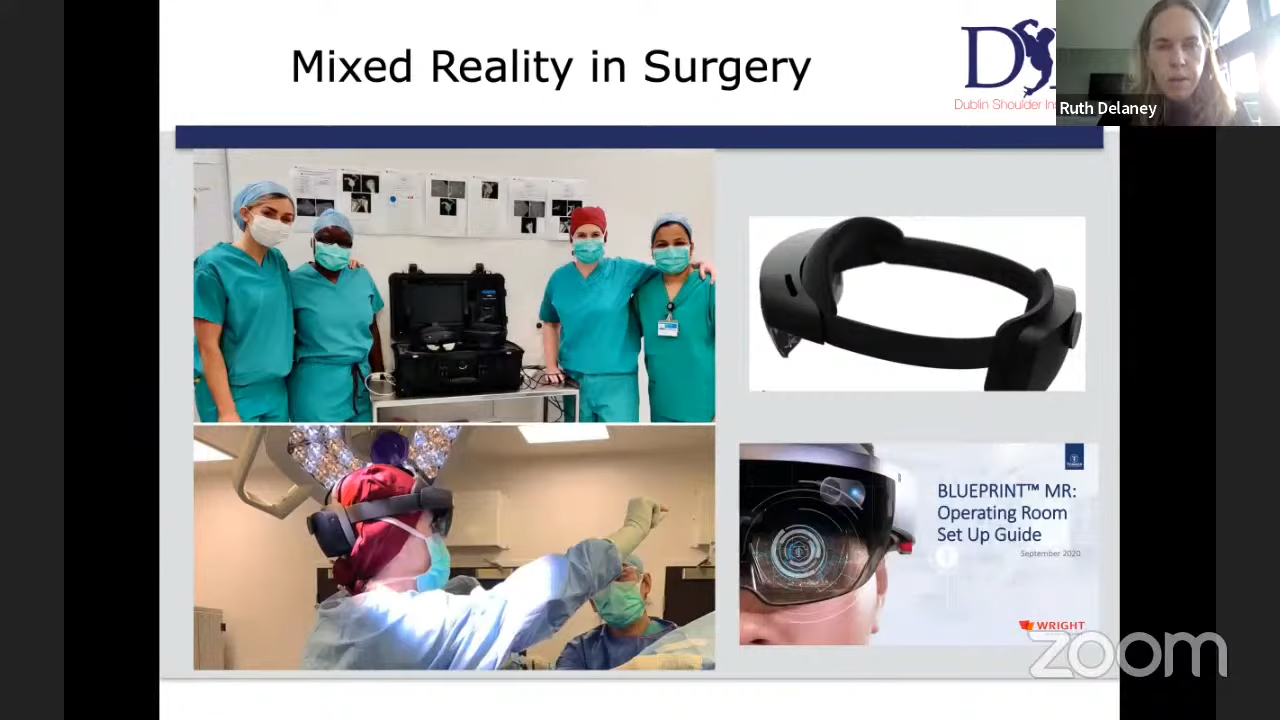 Mixed Reality in Surgery
D
Dublin Shoulder In
Ruth Delaney
BLUEPRINT™ MR:
Operating Room
Set Up Guide
September 2020
WRIGHT
zoom